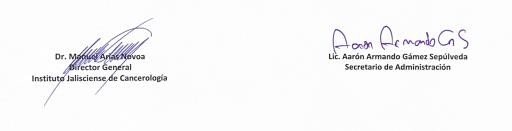 Dr. Manuel Arias Novoa
Director General
Instituto Jalisciense de Cancerología
Aaron Armando G S
Lic. Aarón Armando Gámez Sepúlveda
Secretario de Administración